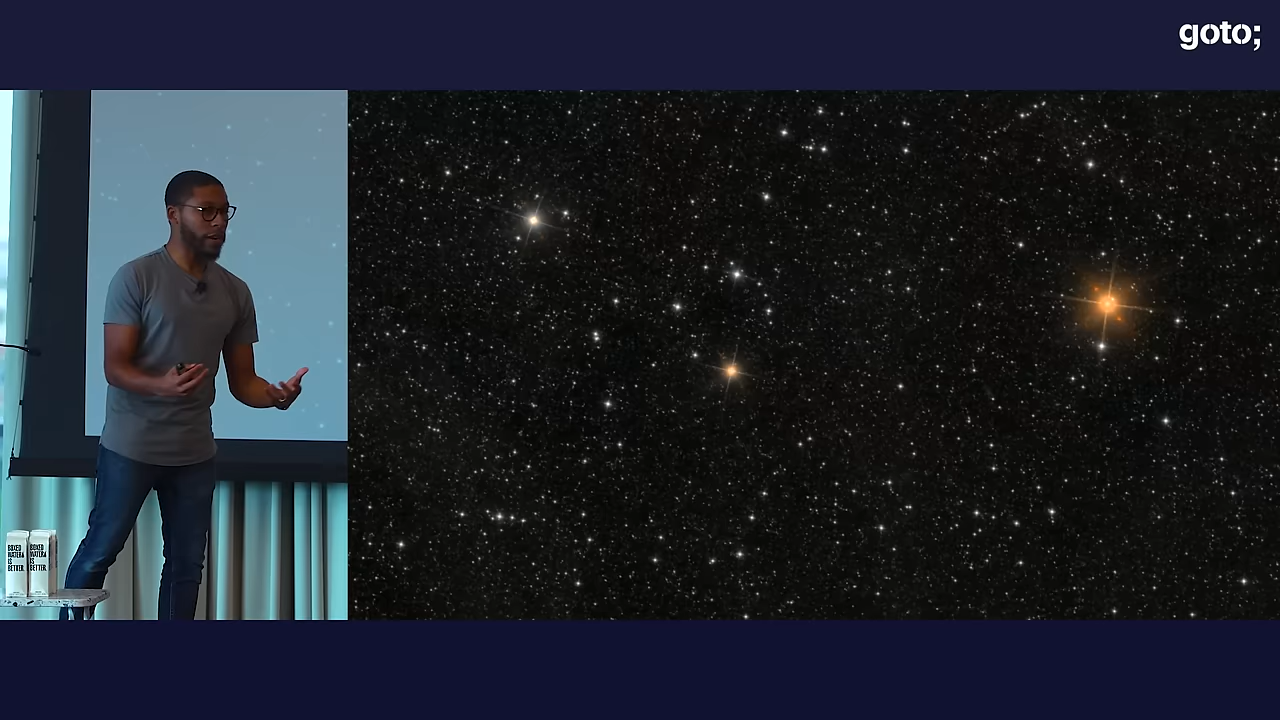 goto;
BOXED
WATER
IS
BETTER.
BOXED
WATER
IS
BETTER.